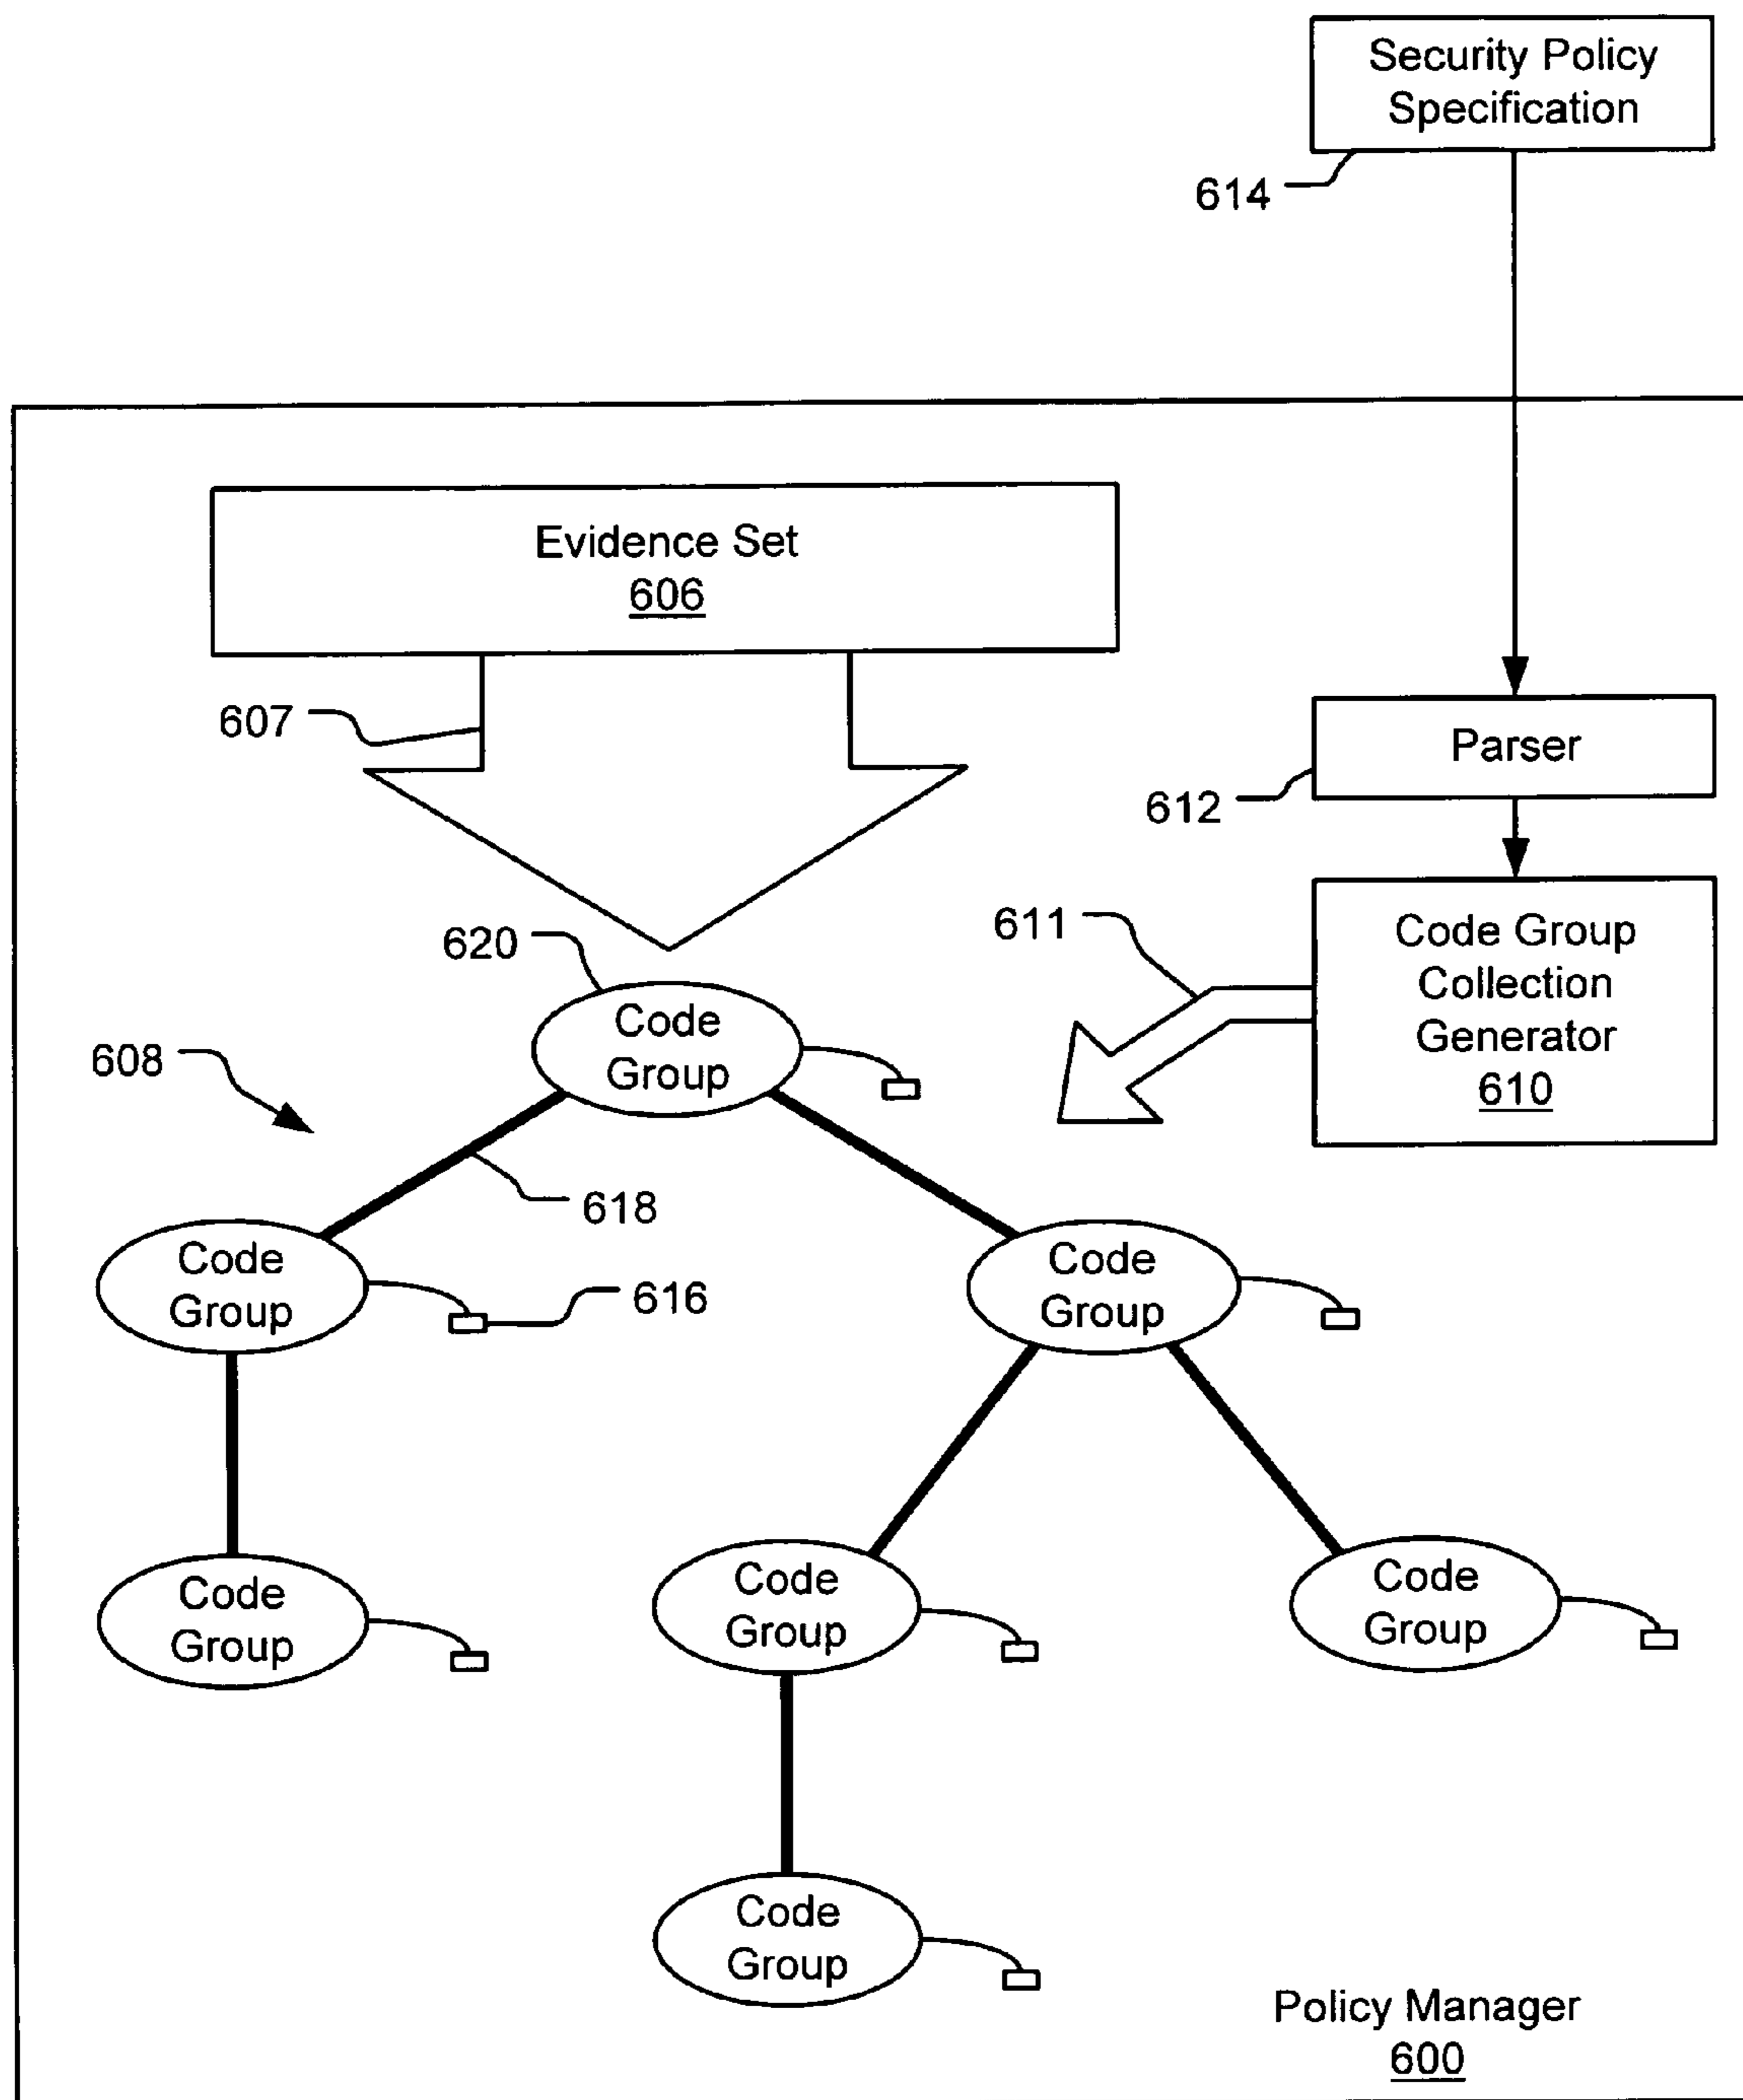 Security Policy
Specification
614
Evidence Set
606
607
Parser
612
Code Group
Collection
Generator
610
611
620
Code
Group
608
618
Code
Group
616
Code
Group
Code
Group
Code
Group
Code
Group
Code
Group
Policy Manager
600